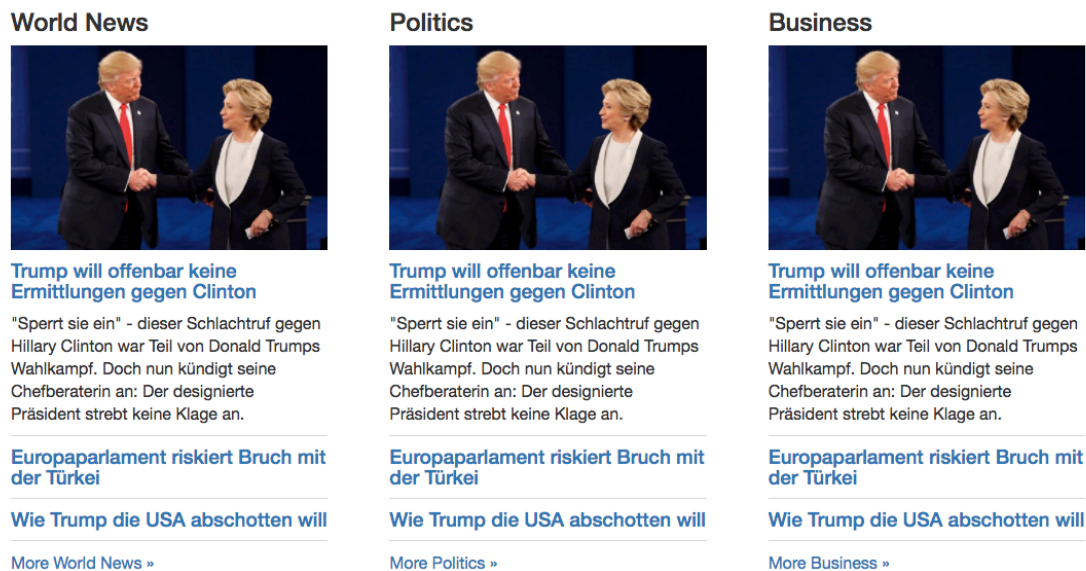 World News
Trump will offenbar keine
Ermittlungen gegen Clinton
"Sperrt sie ein" - dieser Schlachtruf gegen
Hillary Clinton war Teil von Donald Trumps
Wahlkampf. Doch nun kündigt seine
Chefberaterin an: Der designierte
Präsident strebt keine Klage an.
Europaparlament riskiert Bruch mit
der Türkei
Wie Trump die USA abschotten will
More World News »
Politics
Trump will offenbar keine
Ermittlungen gegen Clinton
"Sperrt sie ein" - dieser Schlachtruf gegen
Hillary Clinton war Teil von Donald Trumps
Wahlkampf. Doch nun kündigt seine
Chefberaterin an: Der designierte
Präsident strebt keine Klage an.
Europaparlament riskiert Bruch mit
der Türkei
Wie Trump die USA abschotten will
More Politics »
Business
Trump will offenbar keine
Ermittlungen gegen Clinton
"Sperrt sie ein" - dieser Schlachtruf gegen
Hillary Clinton war Teil von Donald Trumps
Wahlkampf. Doch nun kündigt seine
Chefberaterin an: Der designierte
Präsident strebt keine Klage an.
Europaparlament riskiert Bruch mit
der Türkei
Wie Trump die USA abschotten will
More Business »